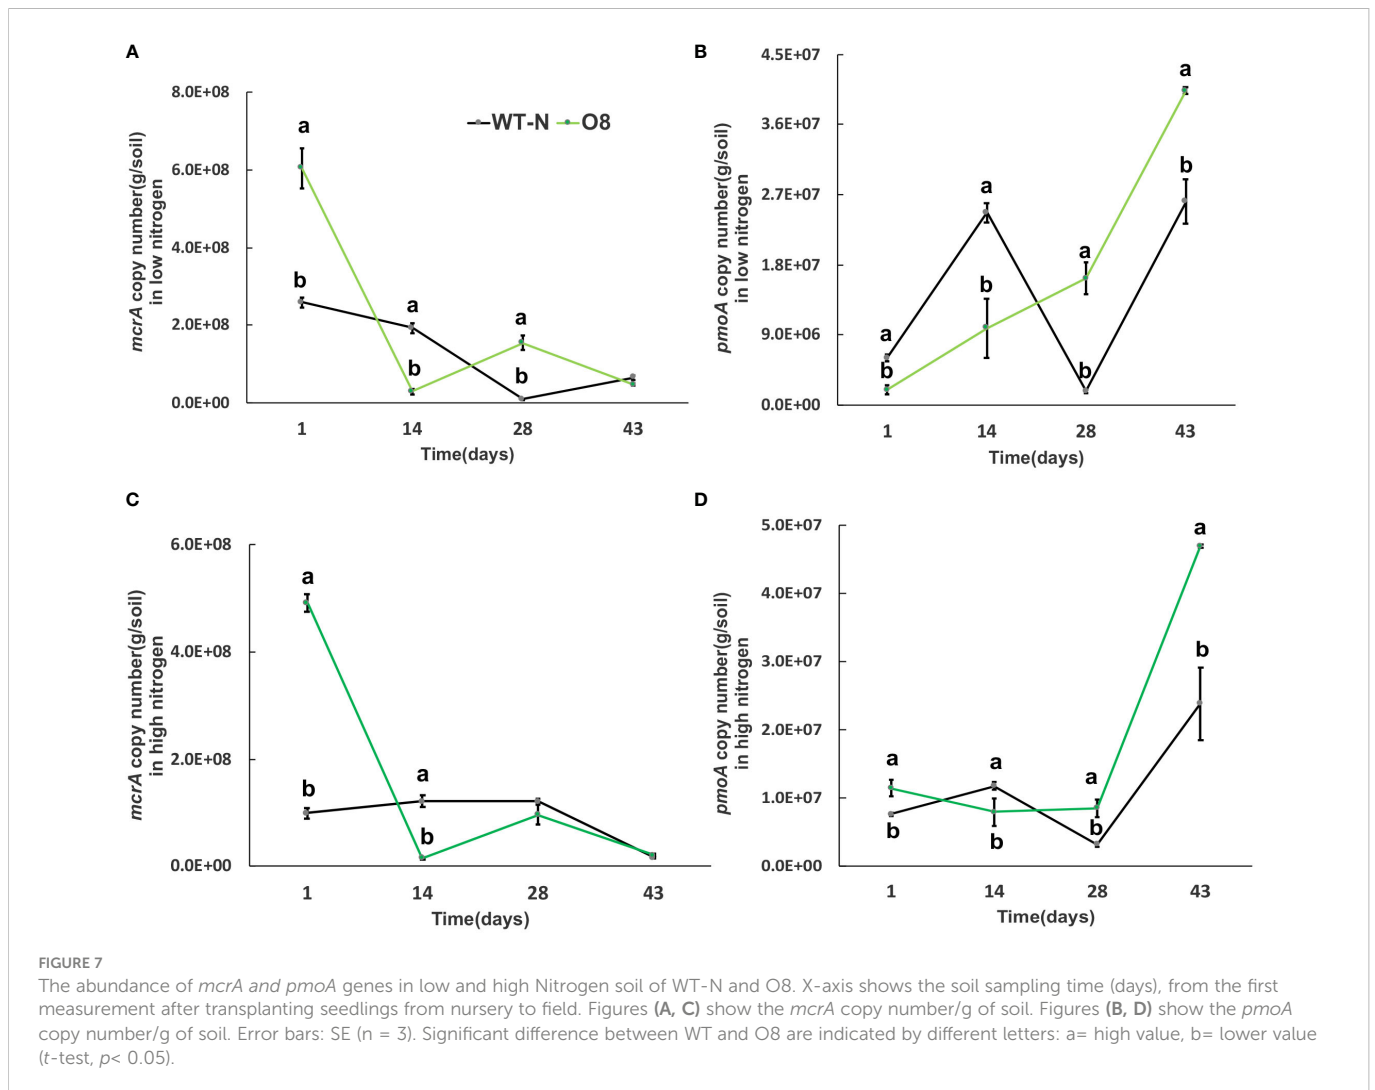 A
mcrA copy number(g/soil)
in low nitrogen
8.0E+08
6.0E+08
4.0E+08
2.0E+08
0.0E+00
WT-N O8
a
b
a
b
a
b
1 14 28 43
Time(days)
B
pmoA copy number(g/soil)
in low nitrogen
4.5E+07
3.6E+07
2.7E+07
1.8E+07
9.0E+06
0.0E+00
a
b
a
b
a
b
a
b
1 14 28 43
Time(days)
C
mcrA copy number(g/soil)
in high nitrogen
6.0E+08
4.0E+08
2.0E+08
0.0E+00
a
b
a
b
1 14 28 43
Time(days)
D
pmoA copy number(g/soil)
in high nitrogen
5.0E+07
4.0E+07
3.0E+07
2.0E+07
1.0E+07
0.0E+00
a
b
a
b
a
b
a
b
1 14 28 43
Time(days)
FIGURE 7
The abundance of mcrA and pmoA genes in low and high Nitrogen soil of WT-N and O8. X-axis shows the soil sampling time (days), from the first
measurement after transplanting seedlings from nursery to field. Figures (A, C) show the mcrA copy number/g of soil. Figures (B, D) show the pmoA
copy number/g of soil. Error bars: SE (n = 3). Significant difference between WT and O8 are indicated by different letters: a= high value, b= lower value
(t-test, p< 0.05).